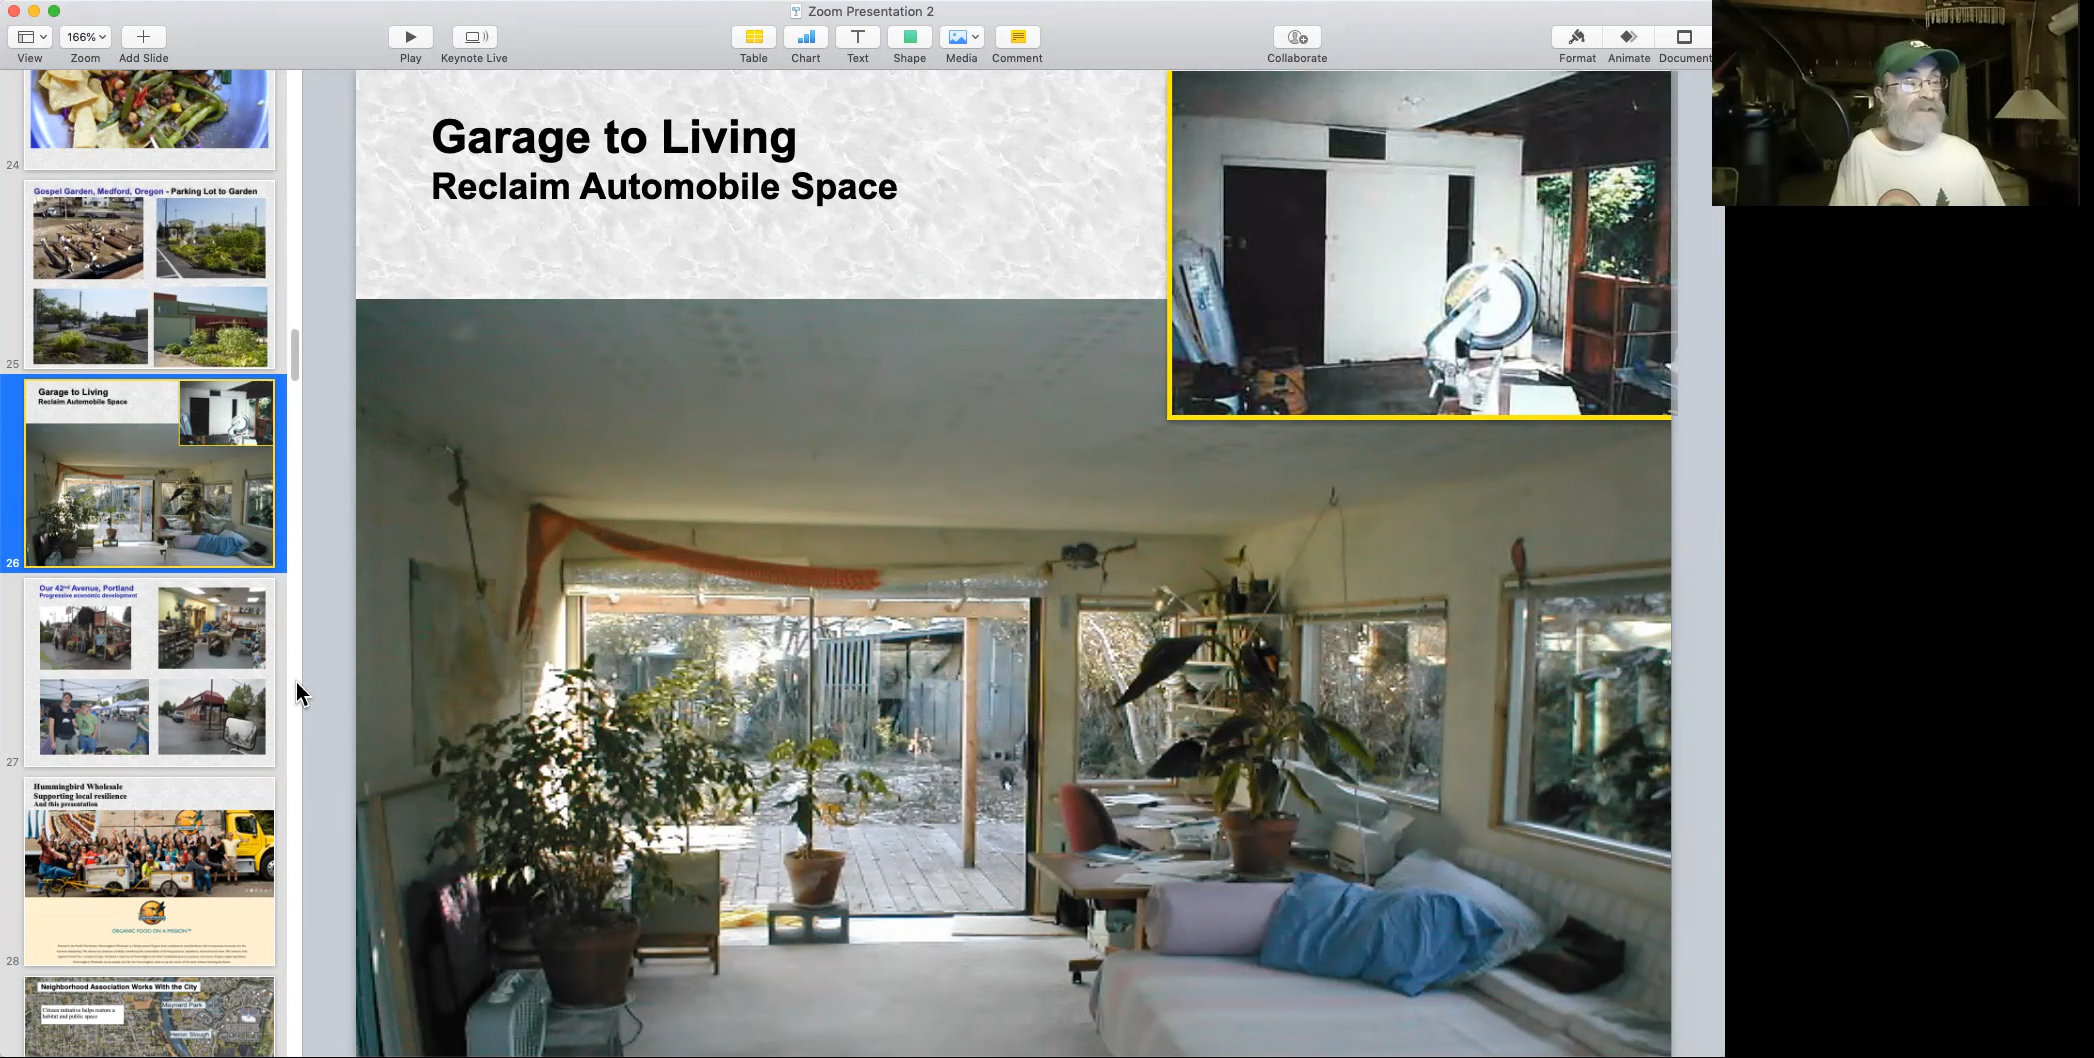 Zoom Presentation 2
166%
View
Zoom
Add Slide
Play
Keynote Live
Table
Chart
Text
Shape
Media
Comment
Collaborate
Format
Animate
Document
24
Gospel Garden, Medford, Oregon - Parking Lot to Garden
25
Garage to Living
Reclaim Automobile Space
26
Our 42nd Avenue, Portland
Progressive economic development
27
Hummingbird Wholesale
Supporting local resilience
And this presentation
ORGANIC FOOD ON A MISSION™
28
Neighborhood Association Works With the City
Citizen initiative helps restore a
habitat and public space
Maynard Park
Heron Slough
Garage to Living
Reclaim Automobile Space